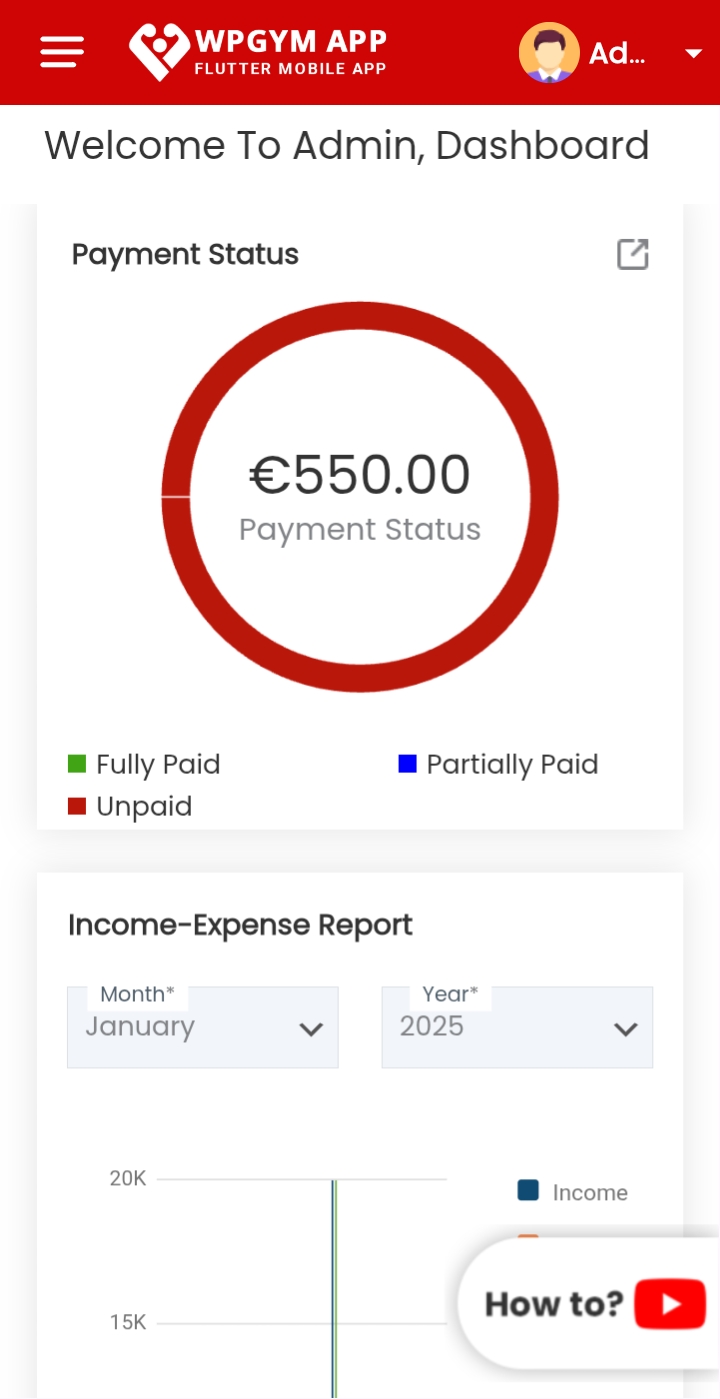 WPGYM APP
FLUTTER MOBILE APP
Ad...
Welcome To Admin, Dashboard
Payment Status
€550.00
Payment Status
Fully Paid
Partially Paid
Unpaid
Income-Expense Report
Month*
January
Year*
2025
20K
Income
How to?
15K